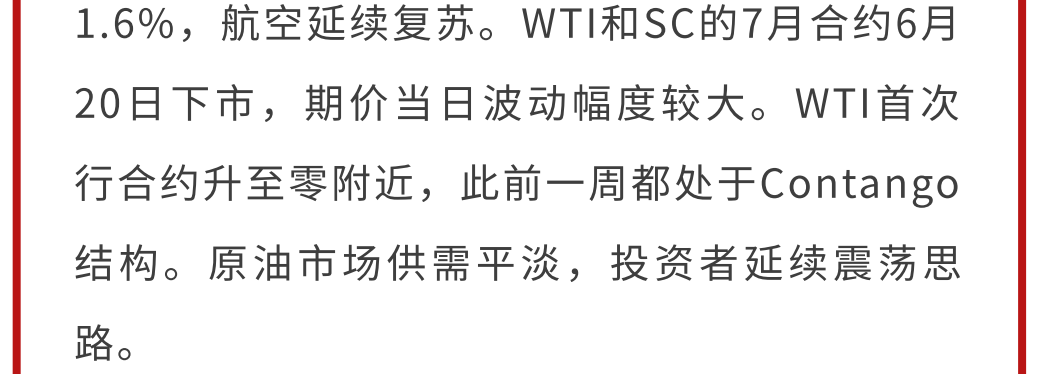 1.6%，航空延续复苏。WTI和SC的7月合约6月
20日下市，期价当日波动幅度较大。WTI首次
行合约升至零附近，此前一周都处于Contango
结构。原油市场供需平淡，投资者延续震荡思
路。